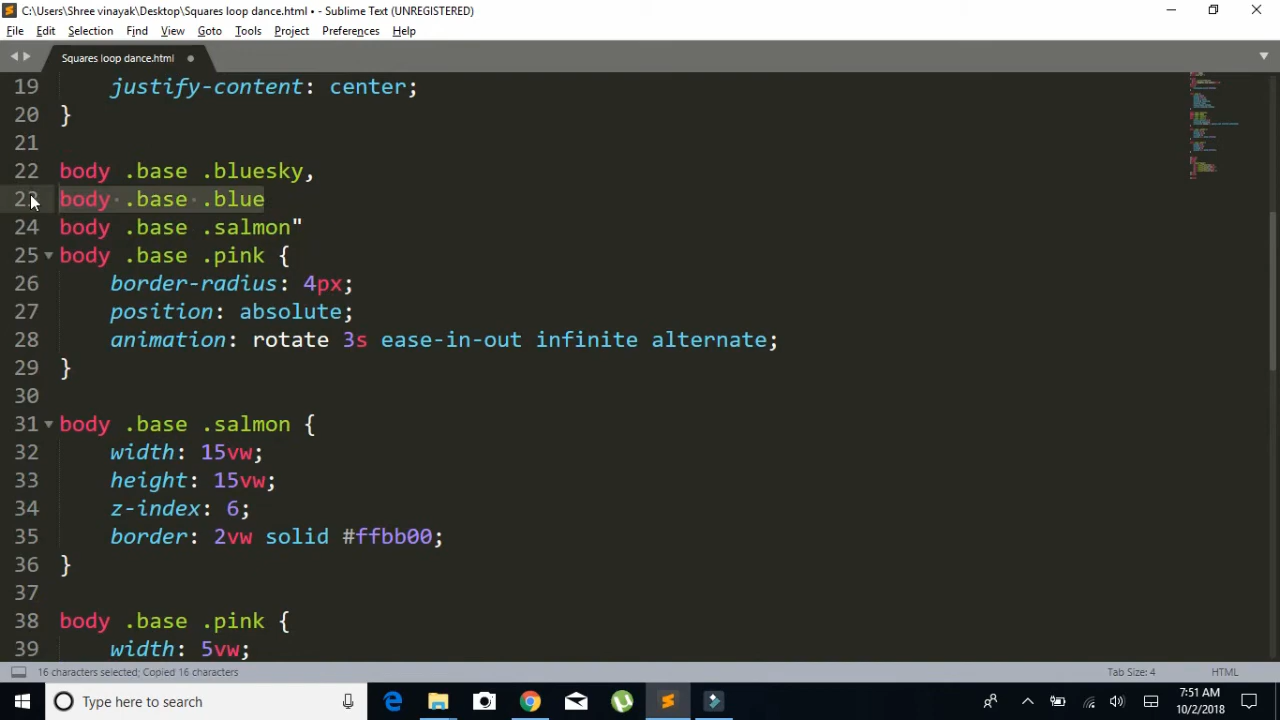 C:\Users\Shree vinayak\Desktop\Squares loop dance.html • - Sublime Text (UNREGISTERED)
File Edit Selection Find View Goto Tools Project Preferences Help
Squares loop dance.html
19 justify-content: center;
20 }
21
22 body .base .bluesky,
23 body .base .blue
24 body .base .salmon"
25 body .base .pink {
26 border-radius: 4px;
27 position: absolute;
28 animation: rotate 3s ease-in-out infinite alternate;
29 }
30
31 body .base .salmon {
32 width: 15vw;
33 height: 15vw;
34 z-index: 6;
35 border: 2vw solid #ffbb00;
36 }
37
38 body .base .pink {
39 width: 5vw;
16 characters selected; Copied 16 characters Tab Size: 4 HTML
Type here to search 7:51 AM
10/2/2018